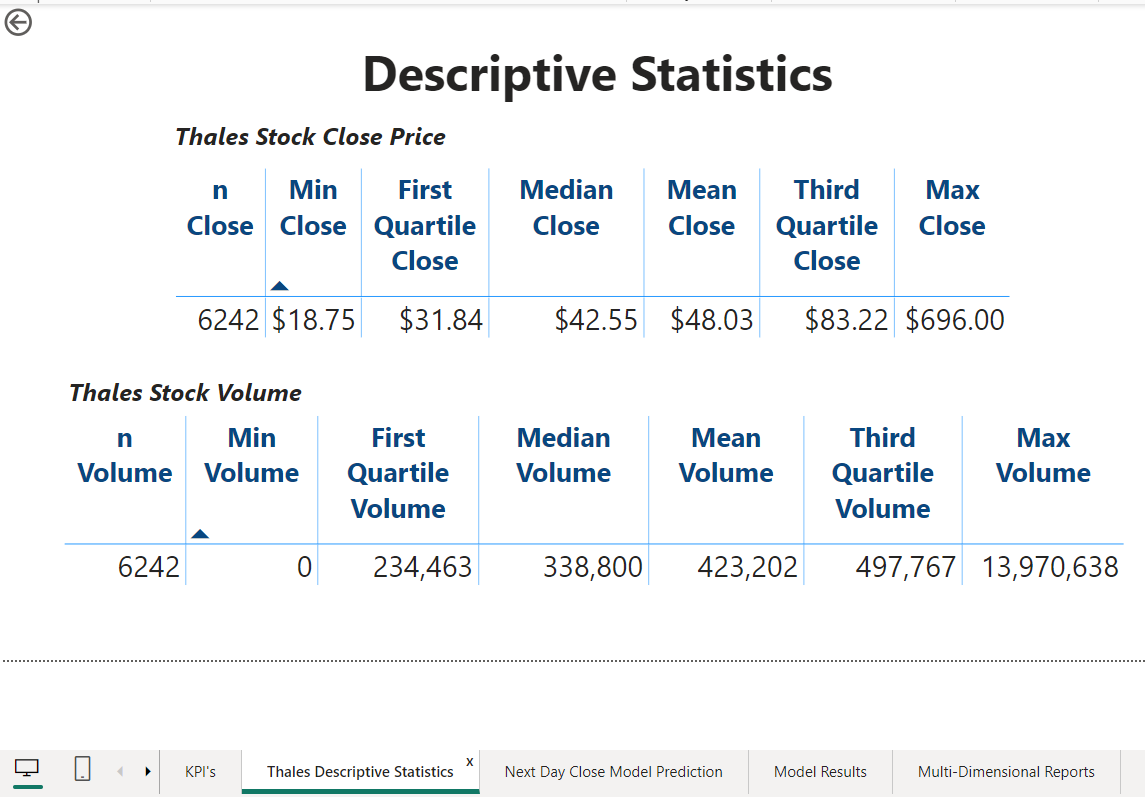 Descriptive Statistics
Thales Stock Close Price
n Close Min Close First Quartile Close Median Close Mean Close Third Quartile Close Max Close
6242 $18.75 $31.84 $42.55 $48.03 $83.22 $696.00
Thales Stock Volume
n Volume Min Volume First Quartile Volume Median Volume Mean Volume Third Quartile Volume Max Volume
6242 0 234,463 338,800 423,202 497,767 13,970,638
KPI's Thales Descriptive Statistics x Next Day Close Model Prediction Model Results Multi-Dimensional Reports